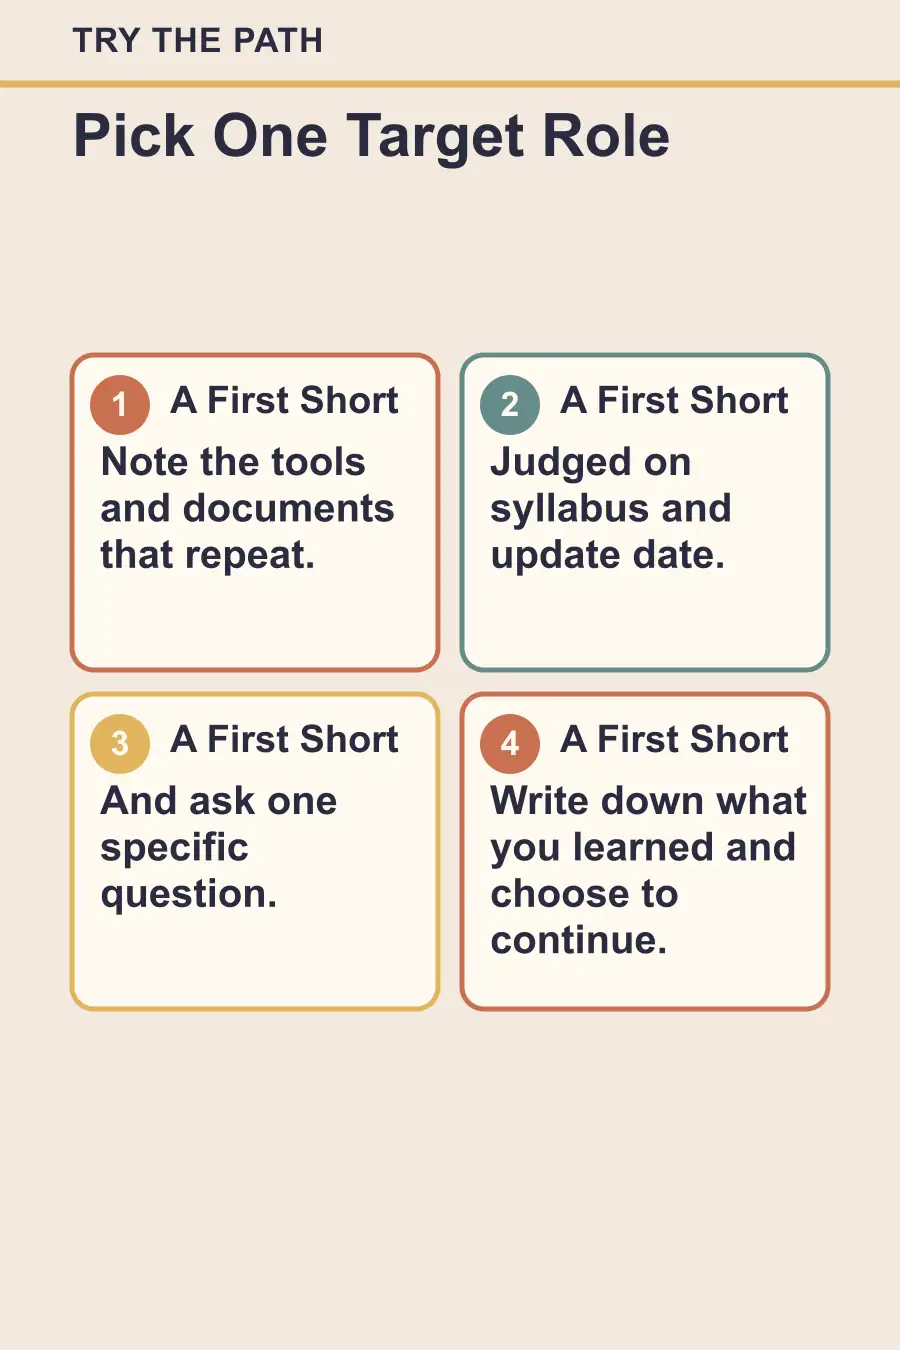 TRY THE PATH
Pick One Target Role
1
A First Short
Note the tools
and documents
that repeat.
2
A First Short
Judged on
syllabus and
update date.
3
A First Short
And ask one
specific
question.
4
A First Short
Write down what
you learned and
choose to
continue.